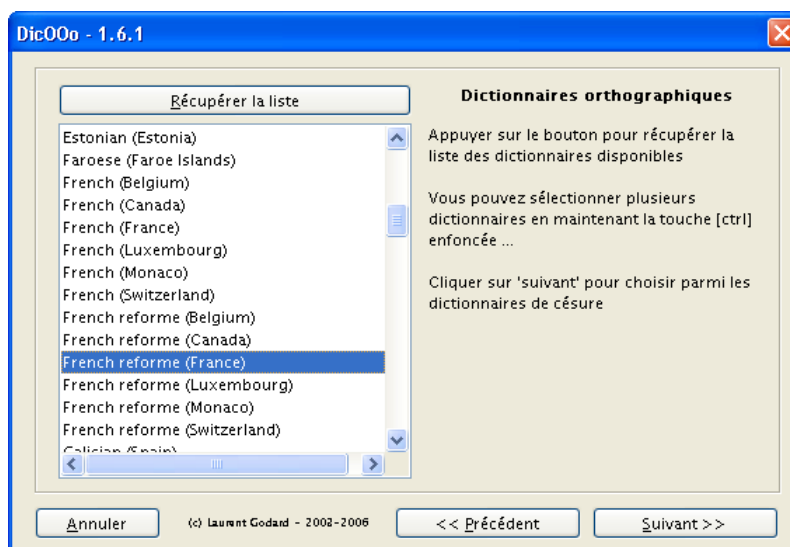 DicOOo - 1.6.1
Récupérer la liste
Estonian (Estonia)
Faroese (Faroe Islands)
French (Belgium)
French (Canada)
French (France)
French (Luxembourg)
French (Monaco)
French (Switzerland)
French reforme (Belgium)
French reforme (Canada)
French reforme (France)
French reforme (Luxembourg)
French reforme (Monaco)
French reforme (Switzerland)
Galician (Spain)
Dictionnaires orthographiques
Appuyer sur le bouton pour récupérer la
liste des dictionnaires disponibles
Vous pouvez sélectionner plusieurs
dictionnaires en maintenant la touche [ctrl]
enfoncée ...
Cliquer sur 'suivant' pour choisir parmi les
dictionnaires de césure
Annuler
(c) Laurent Godard - 2002-2006
<< Précédent
Suivant >>